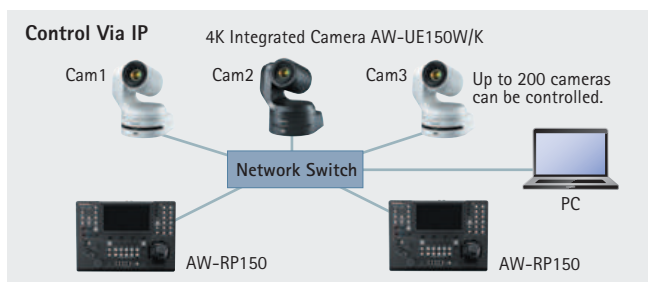 Control Via IP
4K Integrated Camera AW-UE150W/K
Cam1
Cam2
Cam3
Up to 200 cameras
can be controlled.
Network Switch
PC
AW-RP150
AW-RP150